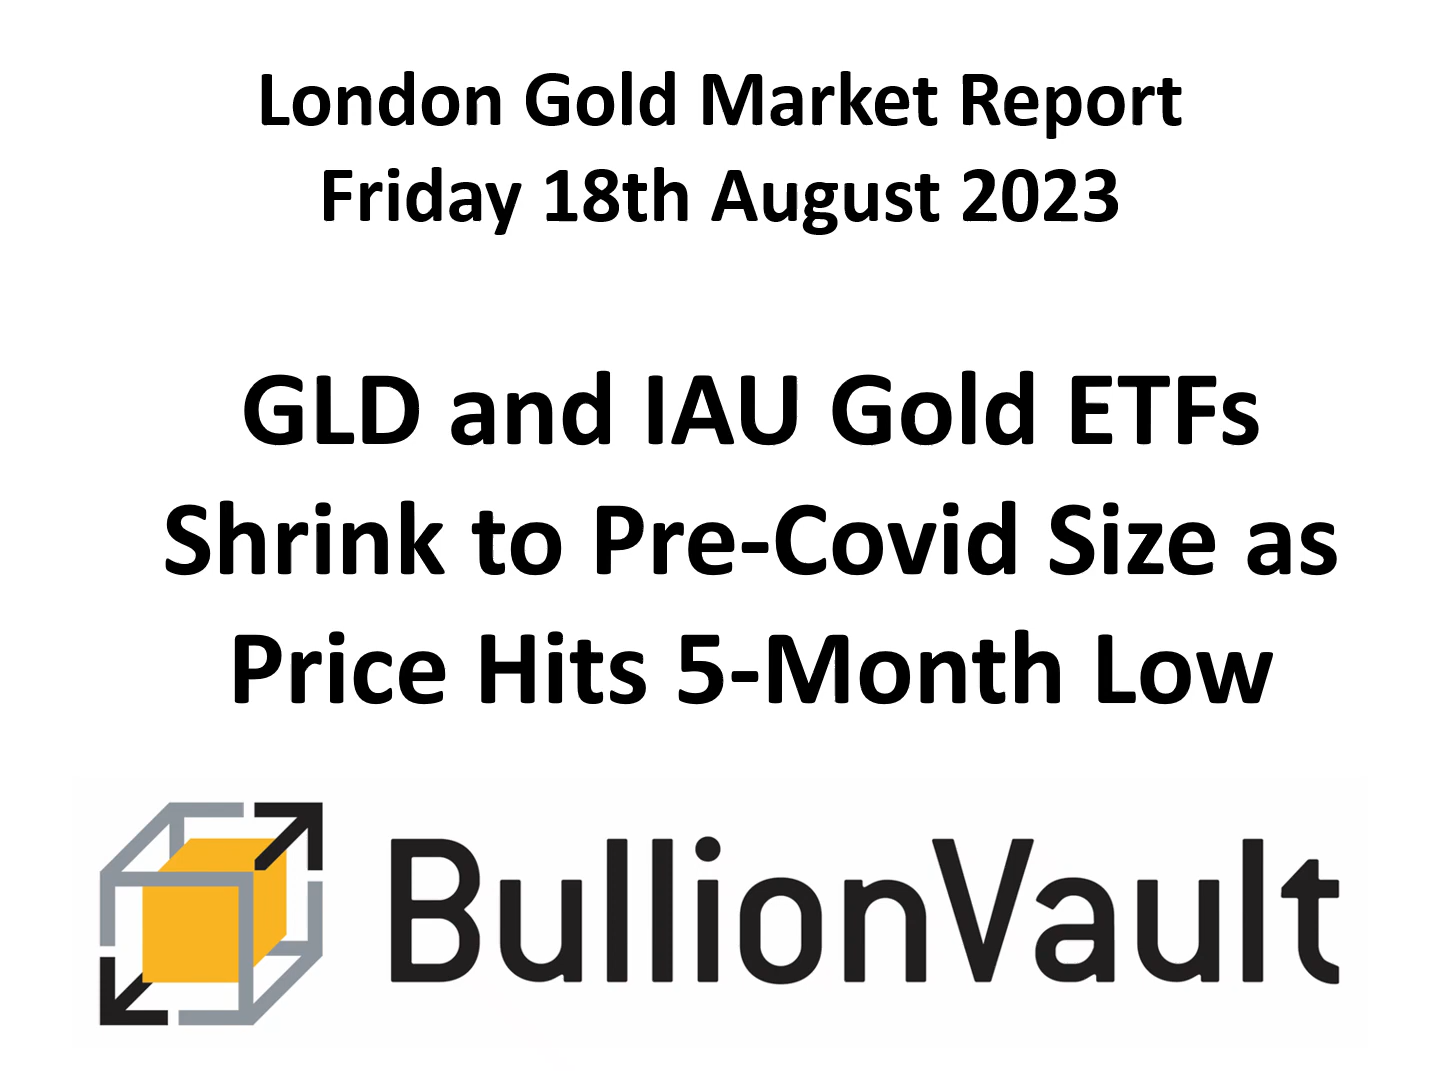 London Gold Market Report
Friday 18th August 2023
GLD and IAU Gold ETFs
Shrink to Pre-Covid Size as
Price Hits 5-Month Low
BullionVault